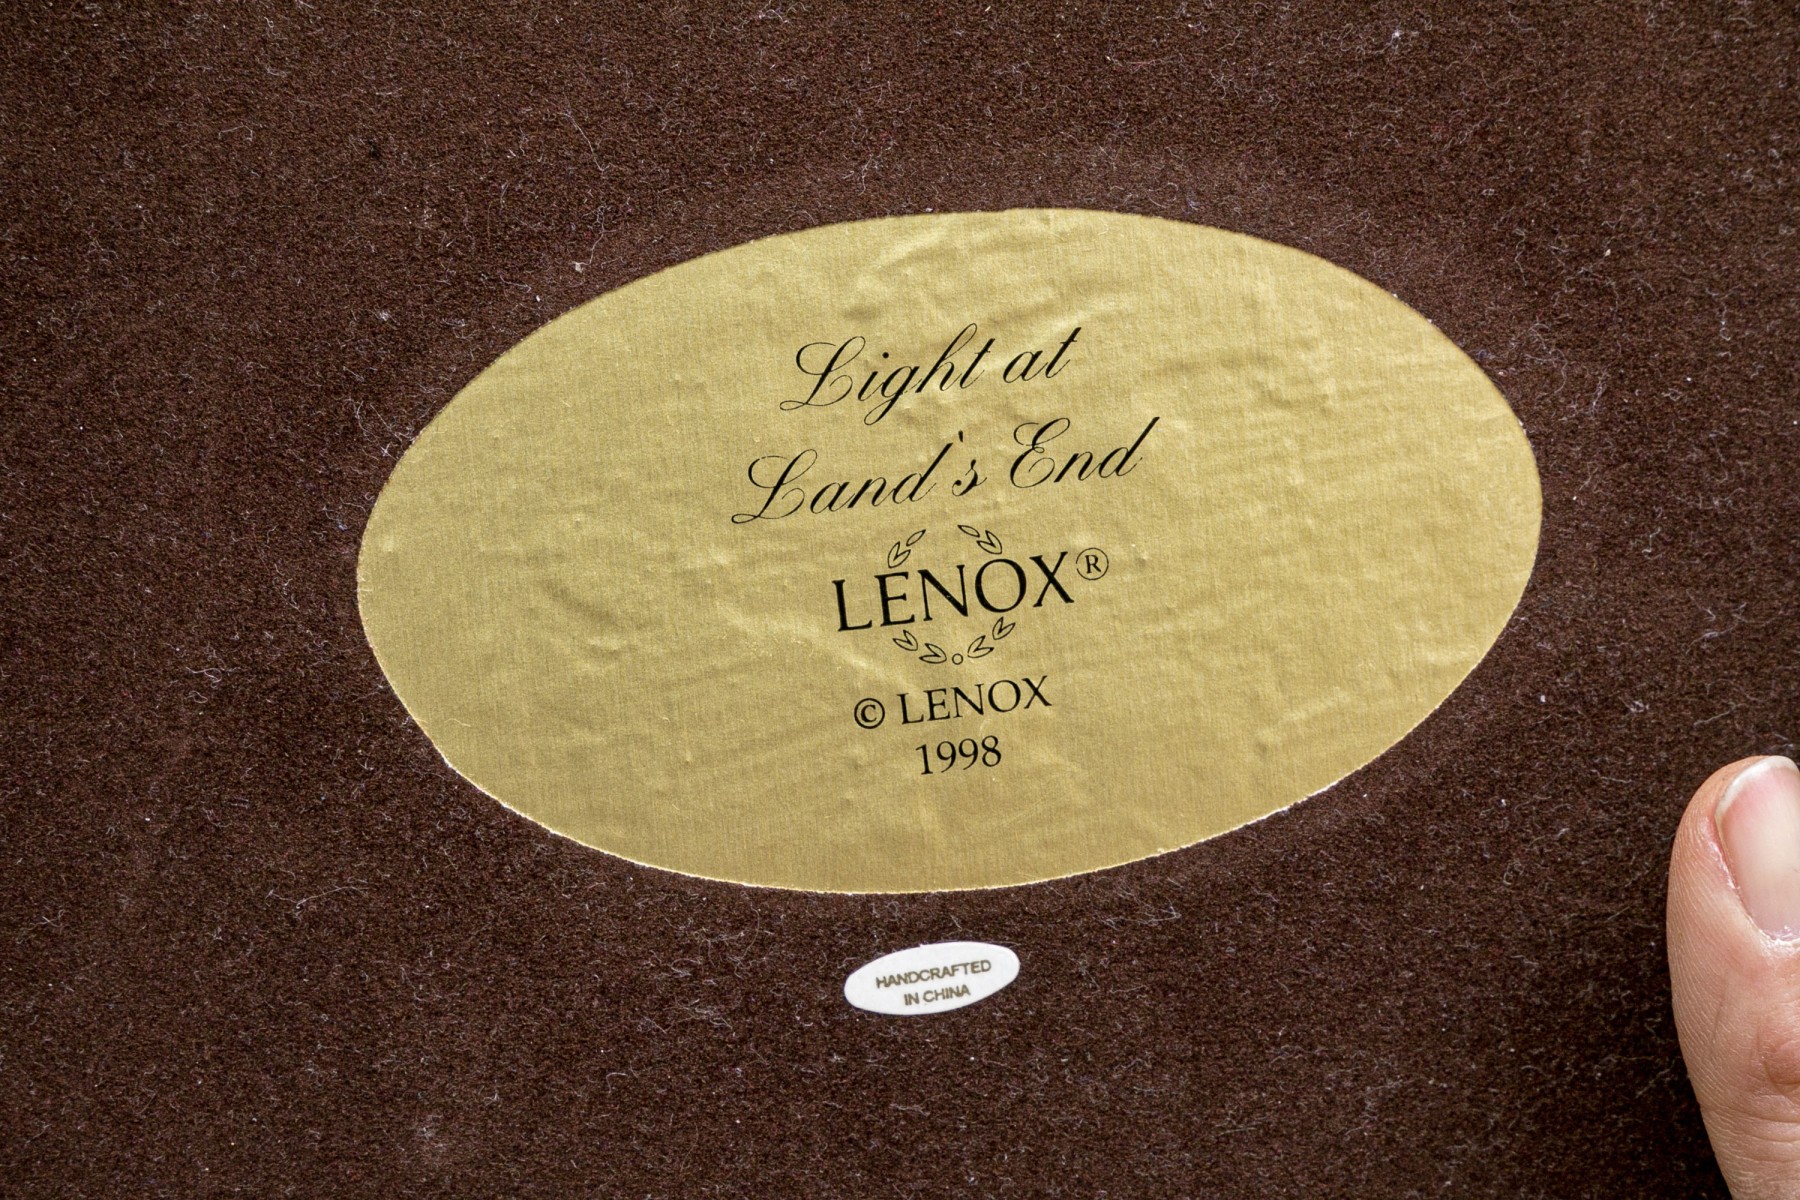 Light at
Land's End
LENOX®
© LENOX
1998
HANDCRAFTED
IN CHINA